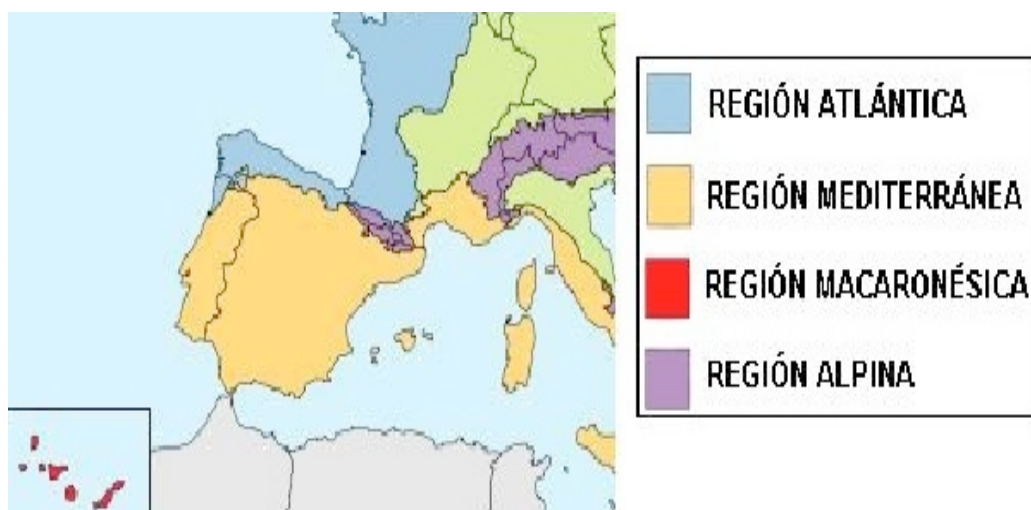 REGIÓN ATLÁNTICA
REGIÓN MEDITERRÁNEA
REGIÓN MACARONÉSICA
REGIÓN ALPINA